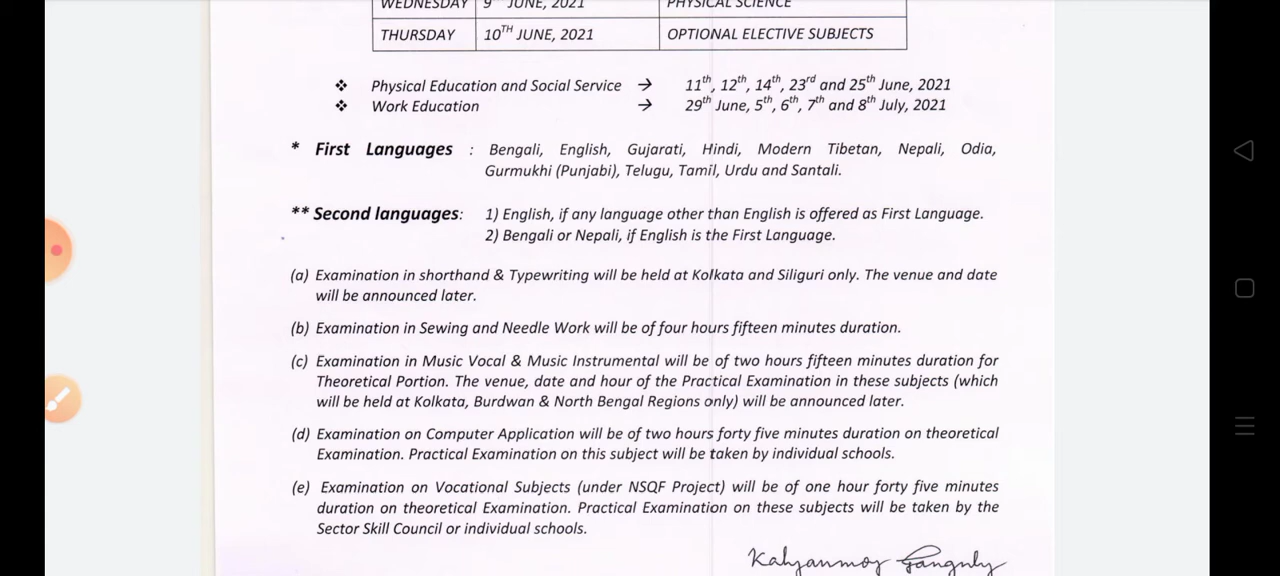 WEDNESDAY 9TH JUNE, 2021 PHYSICAL SCIENCE
THURSDAY 10TH JUNE, 2021 OPTIONAL ELECTIVE SUBJECTS
❖ Physical Education and Social Service → 11th, 12th, 14th, 23rd and 25th June, 2021
❖ Work Education → 29th June, 5th, 6th, 7th and 8th July, 2021
* First Languages : Bengali, English, Gujarati, Hindi, Modern Tibetan, Nepali, Odia,
Gurmukhi (Punjabi), Telugu, Tamil, Urdu and Santali.
** Second languages: 1) English, if any language other than English is offered as First Language.
2) Bengali or Nepali, if English is the First Language.
(a) Examination in shorthand & Typewriting will be held at Kolkata and Siliguri only. The venue and date
will be announced later.
(b) Examination in Sewing and Needle Work will be of four hours fifteen minutes duration.
(c) Examination in Music Vocal & Music Instrumental will be of two hours fifteen minutes duration for
Theoretical Portion. The venue, date and hour of the Practical Examination in these subjects (which
will be held at Kolkata, Burdwan & North Bengal Regions only) will be announced later.
(d) Examination on Computer Application will be of two hours forty five minutes duration on theoretical
Examination. Practical Examination on this subject will be taken by individual schools.
(e) Examination on Vocational Subjects (under NSQF Project) will be of one hour forty five minutes
duration on theoretical Examination. Practical Examination on these subjects will be taken by the
Sector Skill Council or individual schools.
Kalyanmoy Ganguly